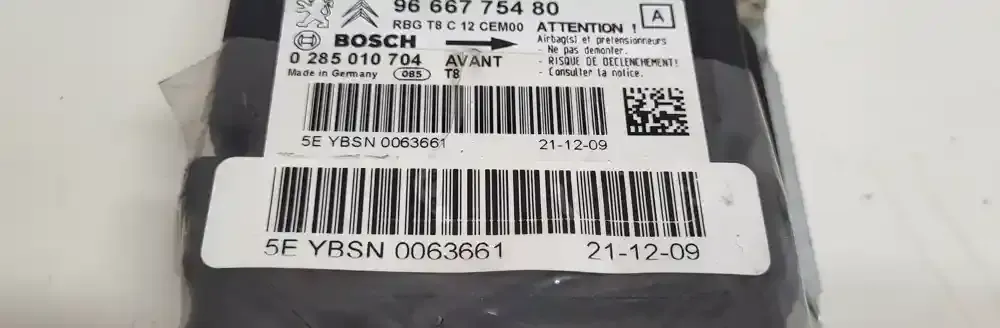 96 667 754 80
RBG T8 C 12 CEM00
ATTENTION !
A
BOSCH
Airbag(s) et pretensionneurs
- Ne pas demonter.
0 285 010 704 AVANT
- RISQUE DE DECLENCHEMENT!
Made in Germany 085 T8
- Consulter la notice.
5E YBSN 0063661 21-12-09
5E YBSN 0063661 21-12-09